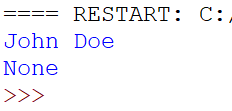 ==== RESTART: C:/
John Doe
None
>>>